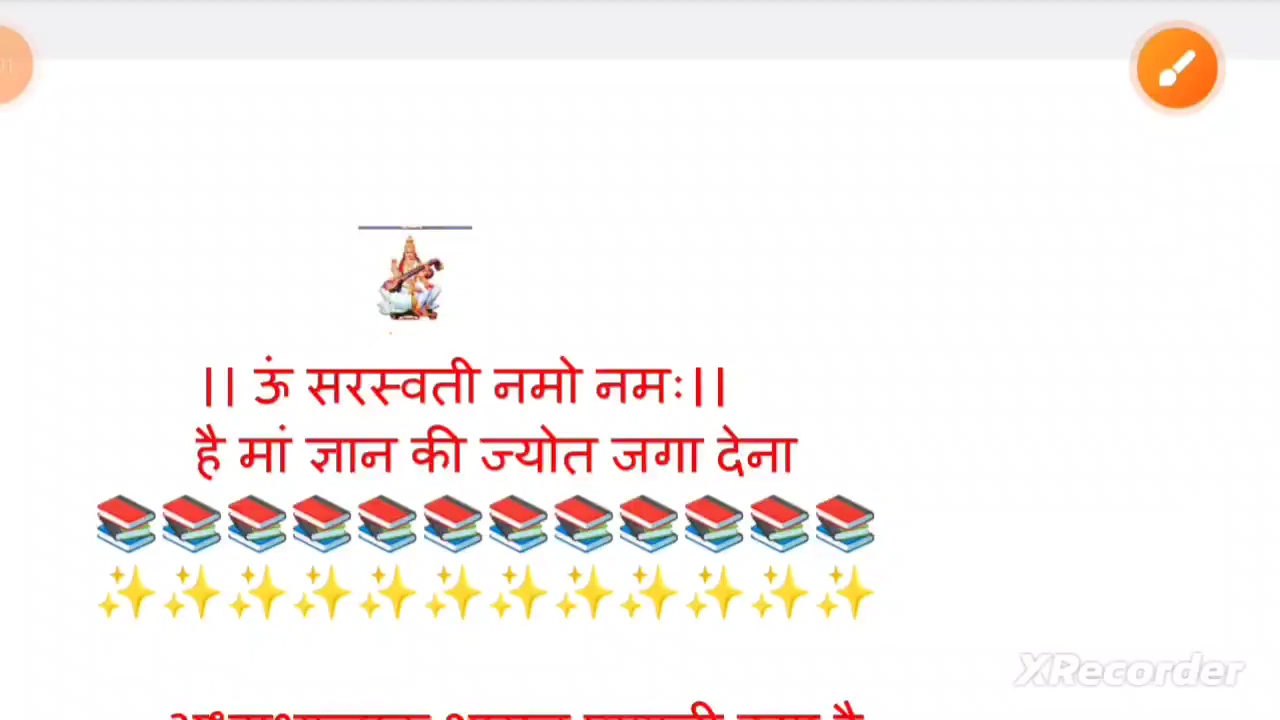 || ऊं सरस्वती नमो नमः||
है मां ज्ञान की ज्योत जगा देना
XRecorder